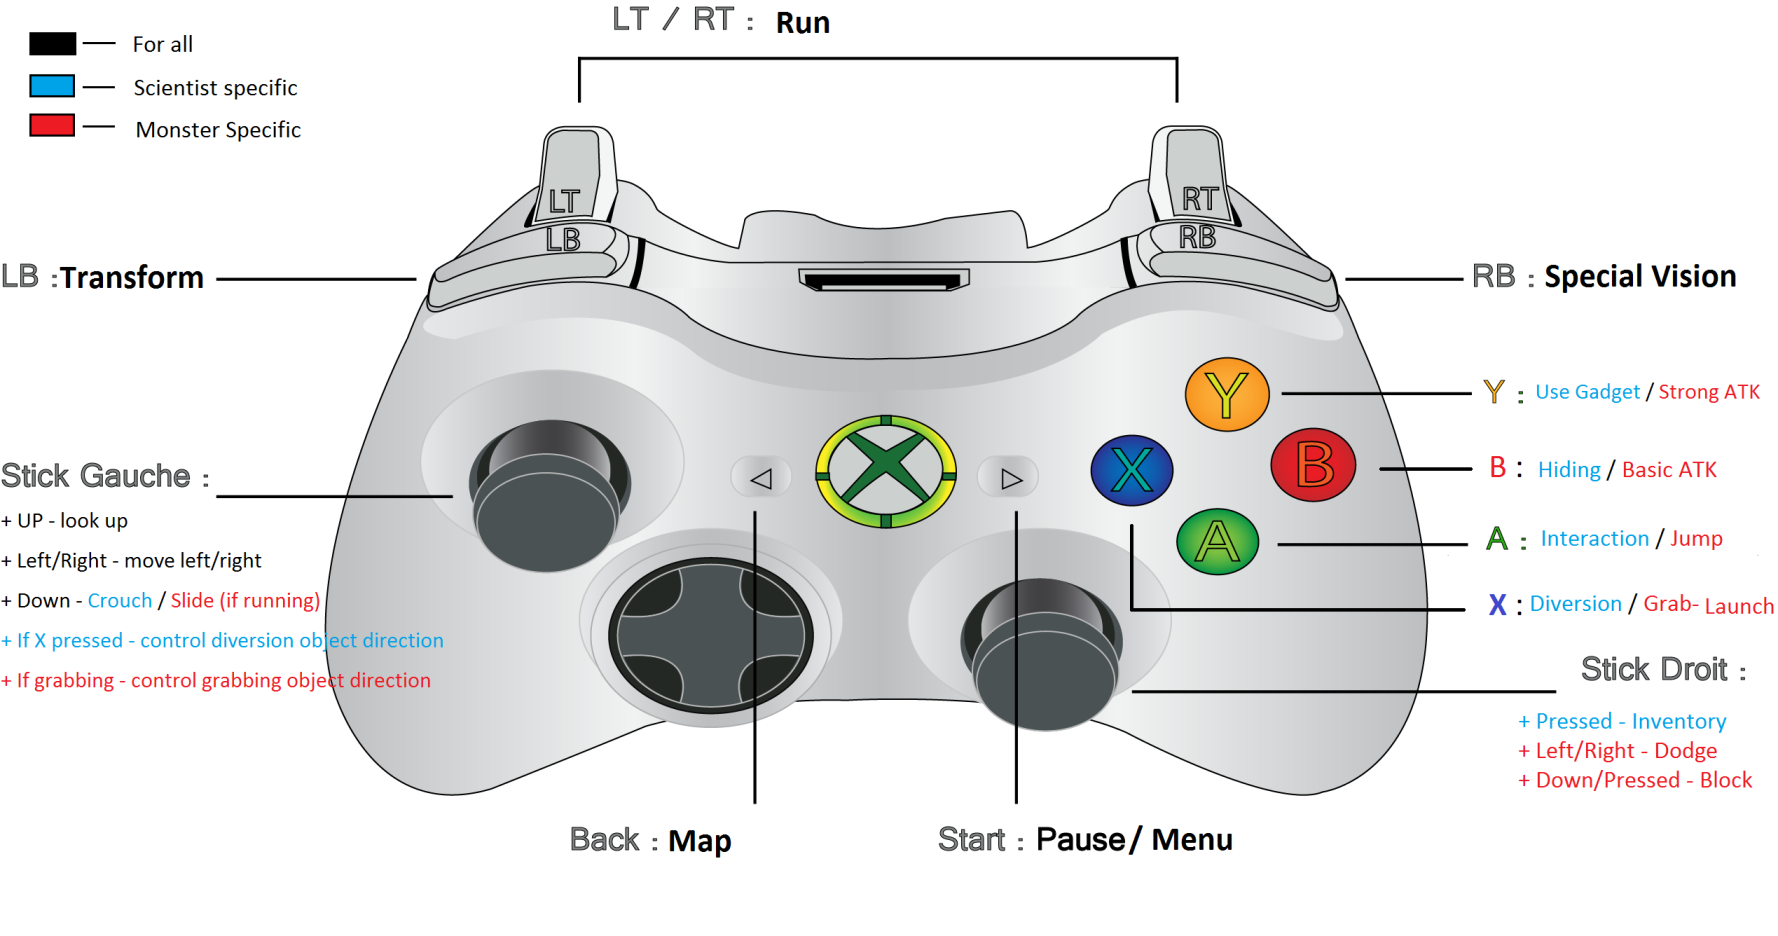 LT / RT : Run
For all
Scientist specific
Monster Specific
LT
RT
LB
RB
LB :Transform
RB : Special Vision
Y
Y : Use Gadget / Strong ATK
B
B : Hiding / Basic ATK
X
A
A : Interaction / Jump
X : Diversion / Grab- Launch
Stick Gauche :
+ UP - look up
+ Left/Right - move left/right
+ Down - Crouch / Slide (if running)
+ If X pressed - control diversion object direction
+ If grabbing - control grabbing object direction
Stick Droit :
+ Pressed - Inventory
+ Left/Right - Dodge
+ Down/Pressed - Block
Back : Map
Start : Pause/ Menu